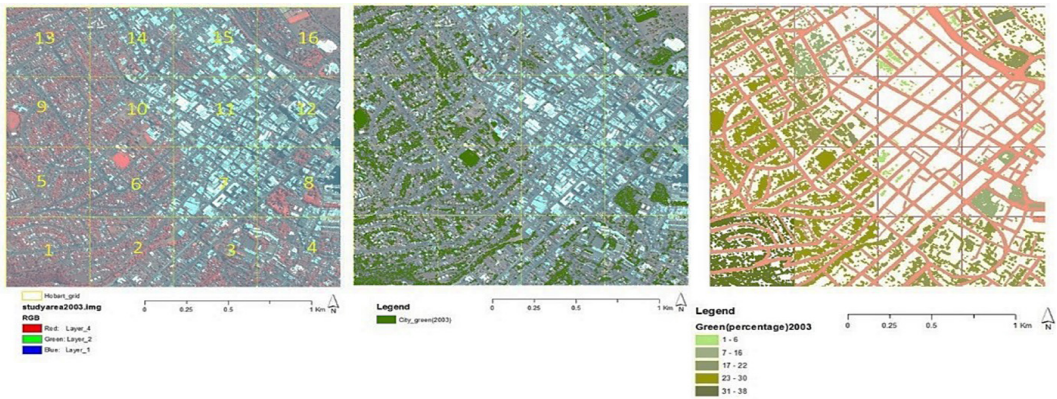 13 14 15 16
9 10 11 12
5 6 7 8
1 2 3 4
Hobart_grid
studyarea2003.img
RGB
Red: Layer_4
Green: Layer_2
Blue: Layer_1
0 0.25 0.5 1 Km
N
Legend
City_green(2003)
0 0.25 0.5 1 Km
N
Legend
Green(percentage)2003
1 - 6
7 - 16
17 - 22
23 - 30
31 - 38
0 0.25 0.5 1 Km
N